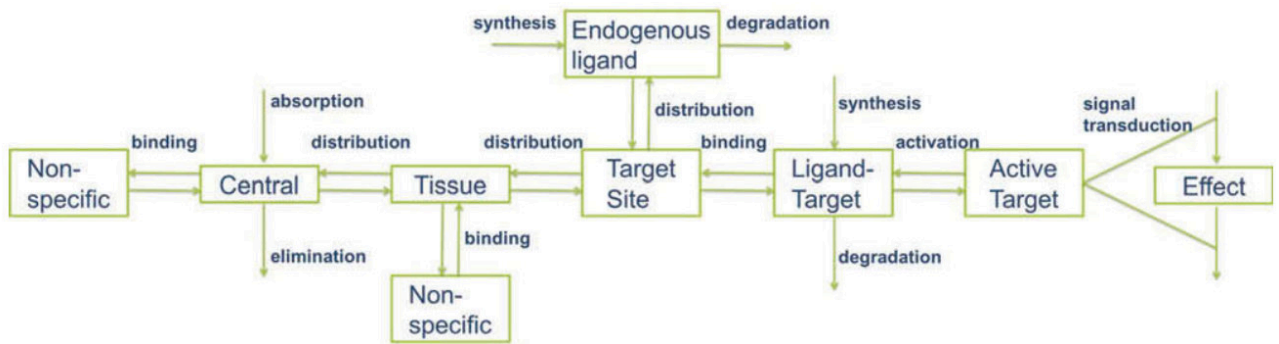 synthesis
Endogenous
ligand
degradation
absorption
distribution
synthesis
signal
transduction
binding
distribution
distribution
binding
activation
Non-
specific
Central
Tissue
Target
Site
Ligand-
Target
Active
Target
Effect
elimination
binding
degradation
Non-
specific